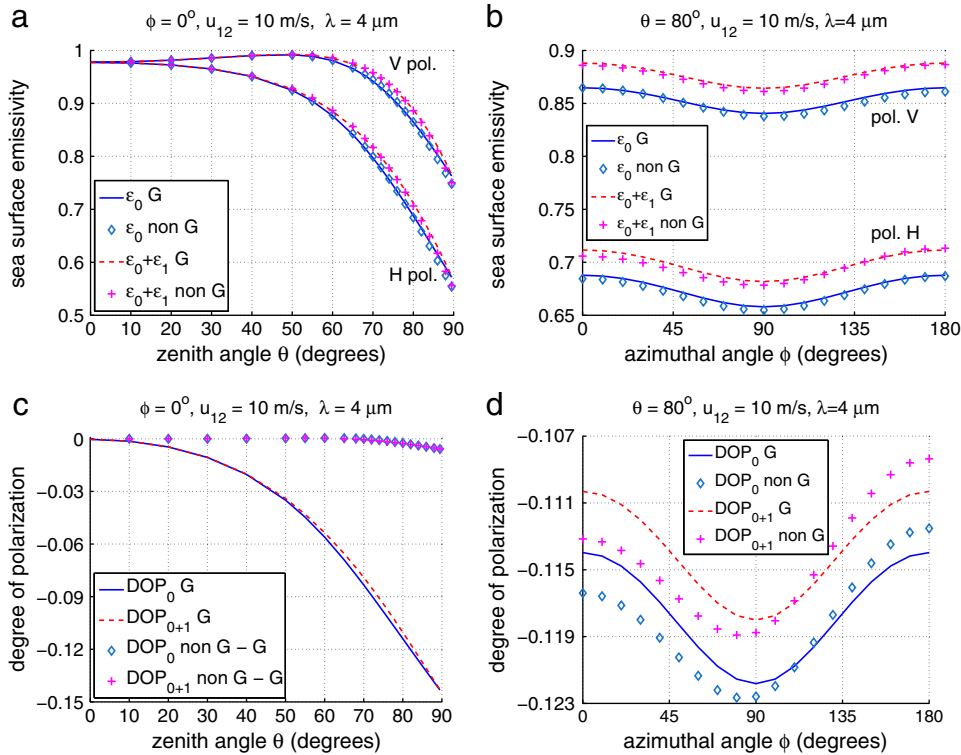 a
ϕ = 0°, u₁₂ = 10 m/s, λ = 4 μm
sea surface emissivity
1
0.9
0.8
0.7
0.6
0.5
V pol.
H pol.
ε₀ G
ε₀ non G
ε₀+ε₁ G
ε₀+ε₁ non G
0 10 20 30 40 50 60 70 80 90
zenith angle θ (degrees)
b
θ = 80°, u₁₂ = 10 m/s, λ=4 μm
sea surface emissivity
0.9
0.85
0.8
0.75
0.7
0.65
pol. V
ε₀ G
ε₀ non G
ε₀+ε₁ G
ε₀+ε₁ non G
pol. H
0 45 90 135 180
azimuthal angle ϕ (degrees)
c
ϕ = 0°, u₁₂ = 10 m/s, λ = 4 μm
degree of polarization
0
−0.03
−0.06
−0.09
−0.12
−0.15
DOP₀ G
DOP₀₊₁ G
DOP₀ non G − G
DOP₀₊₁ non G − G
0 10 20 30 40 50 60 70 80 90
zenith angle θ (degrees)
d
θ = 80°, u₁₂ = 10 m/s, λ=4 μm
degree of polarization
−0.107
−0.111
−0.115
−0.119
−0.123
DOP₀ G
DOP₀ non G
DOP₀₊₁ G
DOP₀₊₁ non G
0 45 90 135 180
azimuthal angle ϕ (degrees)